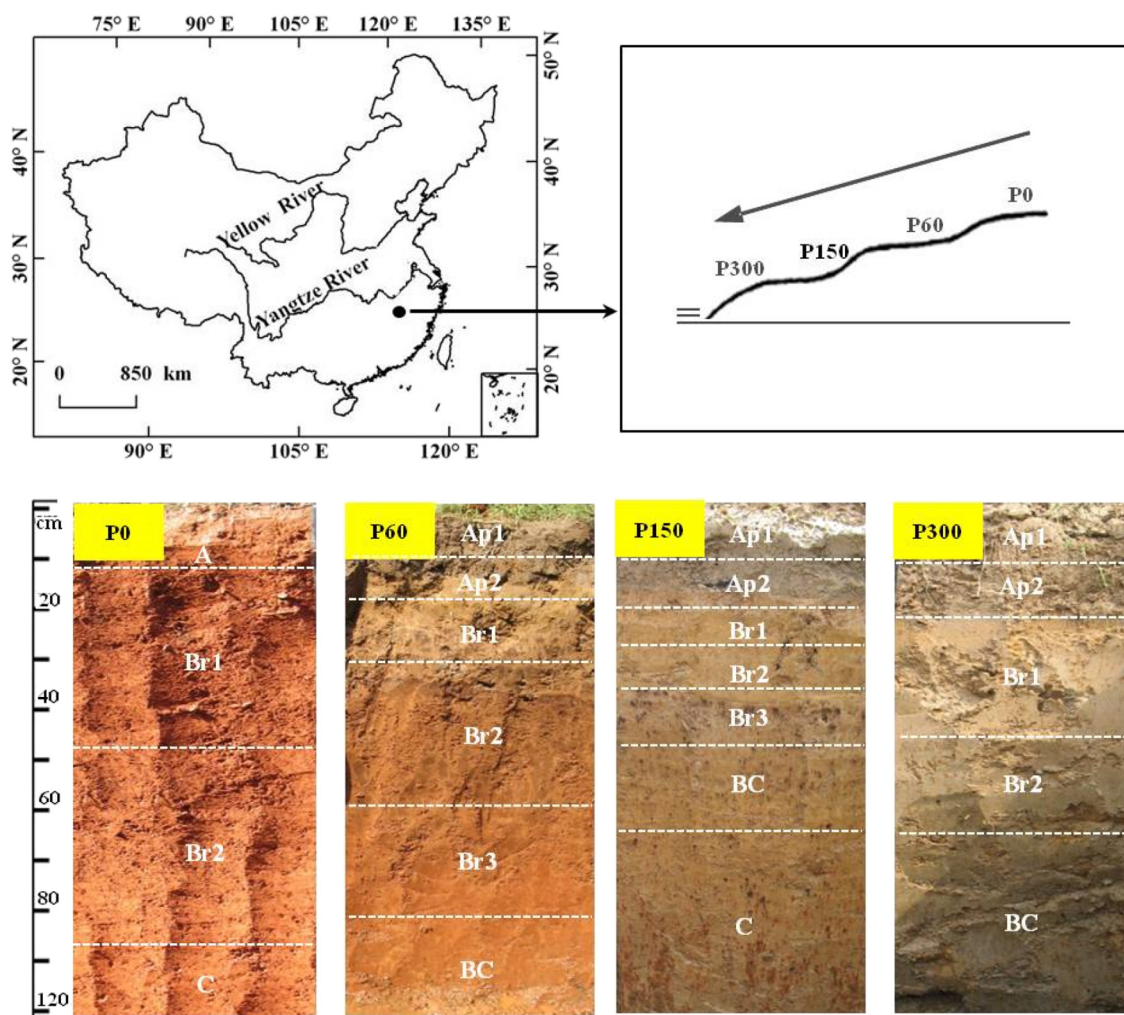 75° E 90° E 105° E 120° E 135° E
50° N
40° N
30° N
20° N
50° N
40° N
30° N
20° N
Yellow River
Yangtze River
0 850 km
90° E 105° E 120° E
P0
P60
P150
P300
cm
20
40
60
80
120
P0
A
Br1
Br2
C
P60
Ap1
Ap2
Br1
Br2
Br3
BC
P150
Ap1
Ap2
Br1
Br2
Br3
BC
C
P300
Ap1
Ap2
Br1
Br2
BC